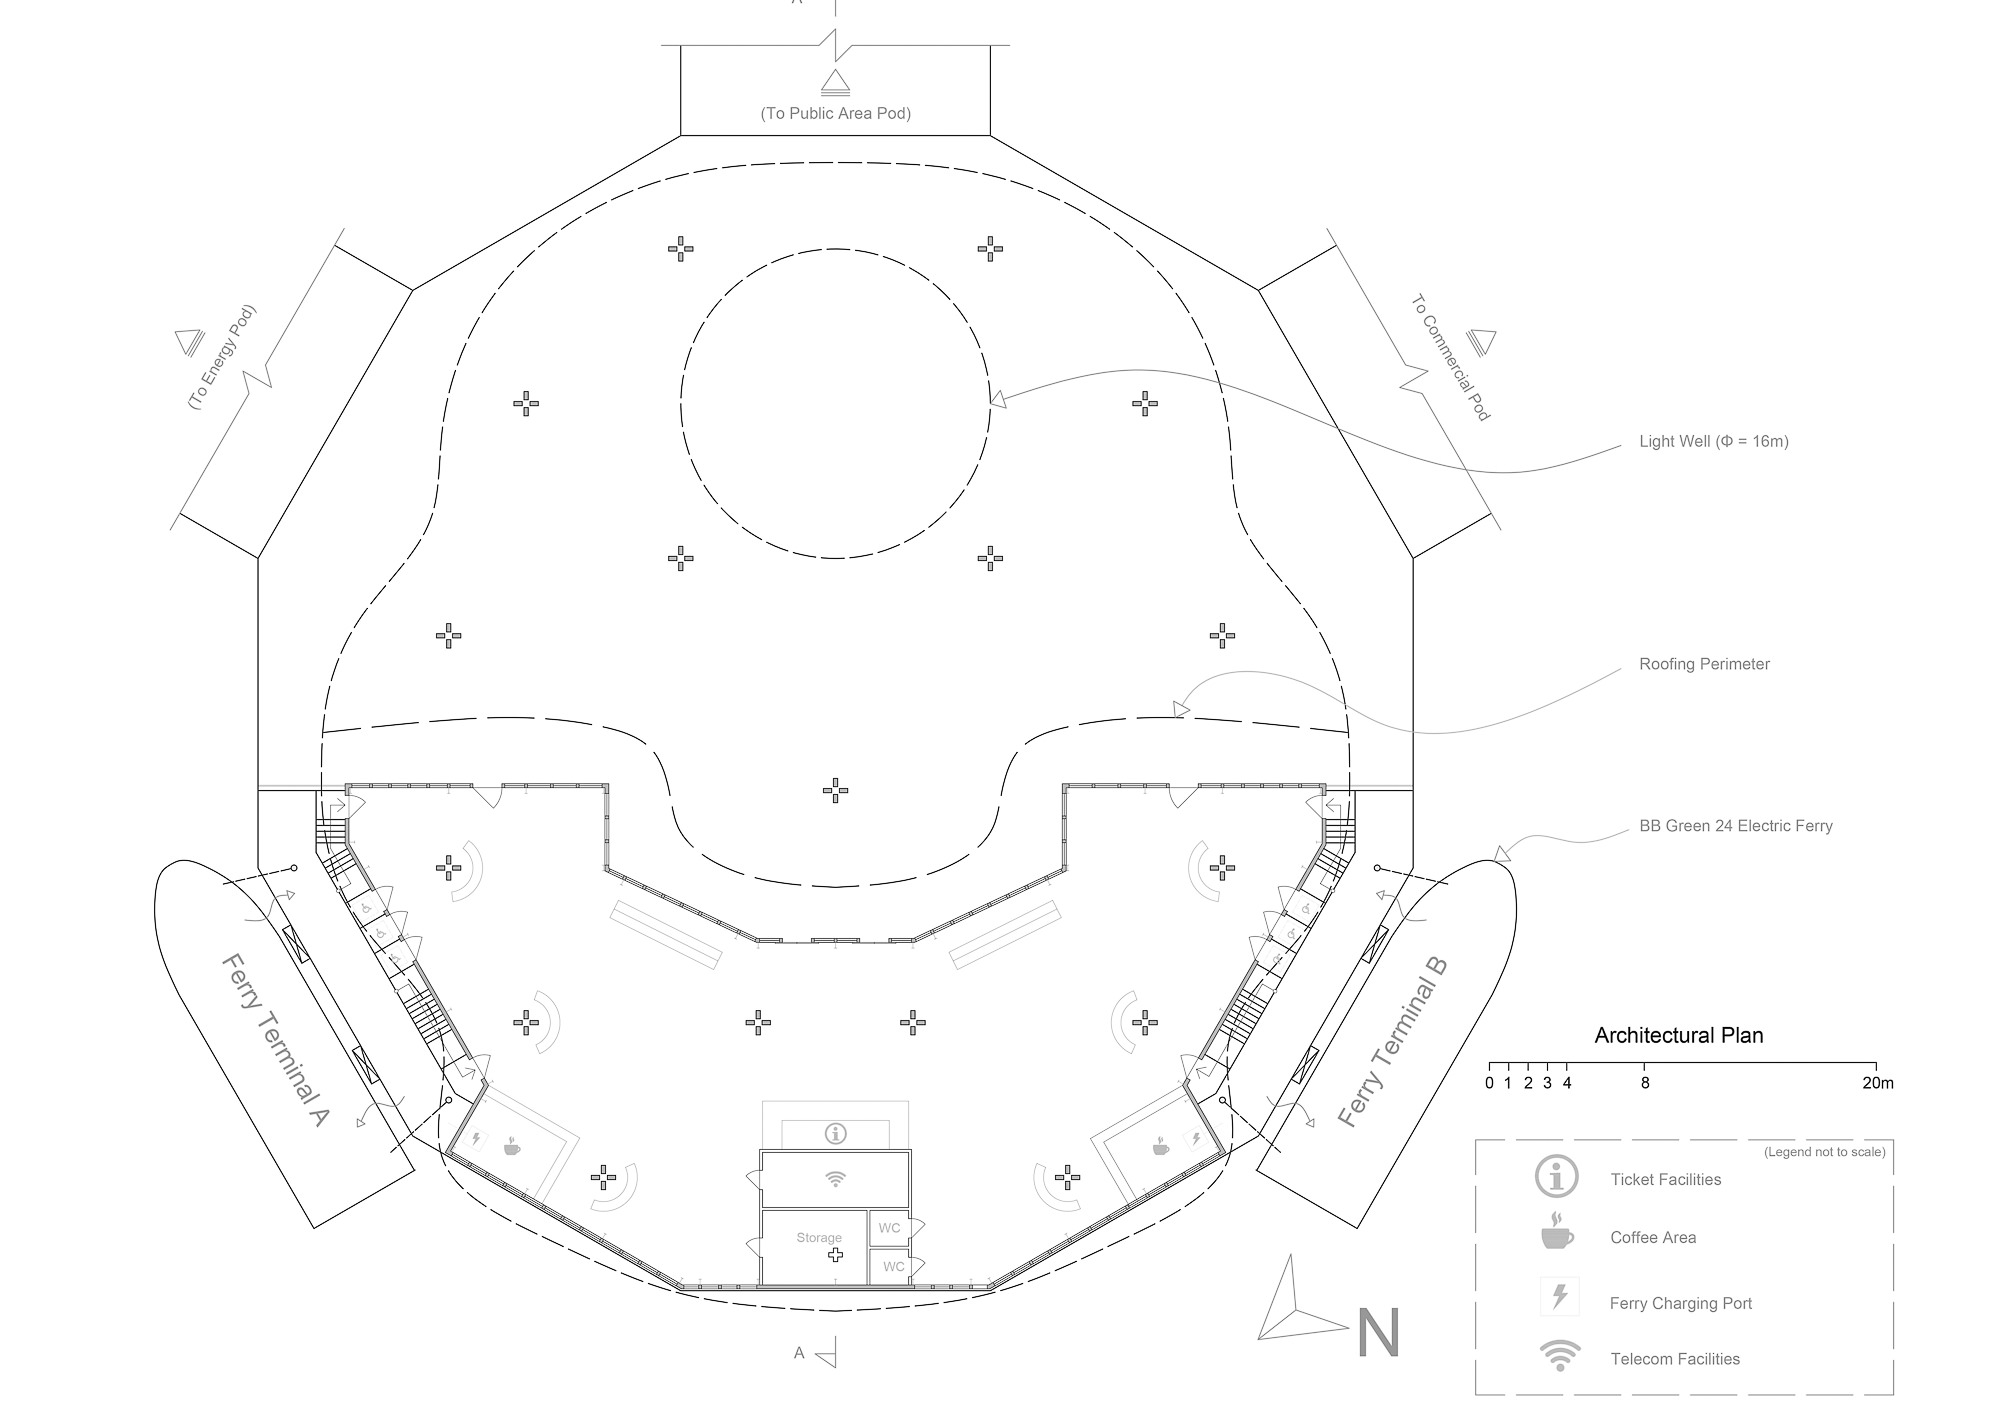 A
(To Public Area Pod)
(To Energy Pod)
To Commercial Pod
Light Well (Φ = 16m)
Roofing Perimeter
BB Green 24 Electric Ferry
Ferry Terminal A
Ferry Terminal B
Architectural Plan
0 1 2 3 4 8 20m
(Legend not to scale)
Ticket Facilities
Coffee Area
Ferry Charging Port
Telecom Facilities
Storage
WC
WC
N
A